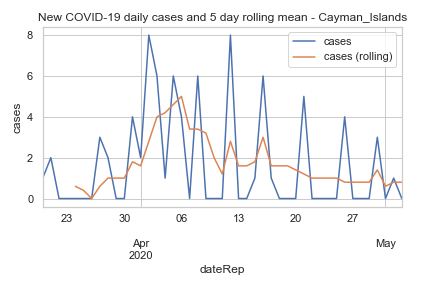 New COVID-19 daily cases and 5 day rolling mean - Cayman_Islands
cases
cases (rolling)
cases
8
6
4
2
0
23 30 06 13 20 27
Apr May
2020
dateRep